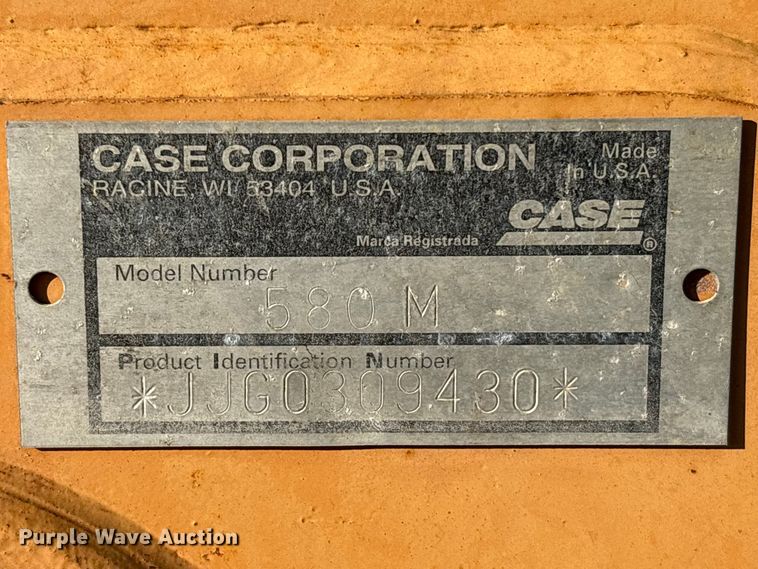 CASE CORPORATION
RACINE, WI 53404 U.S.A.
Made
In U.S.A.
CASE
Marca Registrada ®
Model Number
580 M
Product Identification Number
*JJG0309430*
Purple Wave Auction®